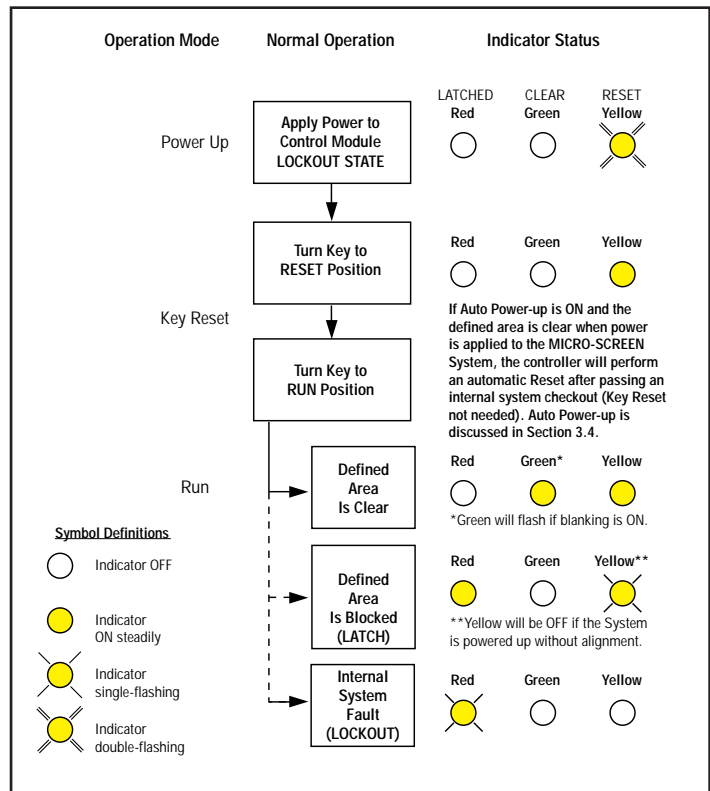 Operation Mode
Normal Operation
Indicator Status
LATCHED
CLEAR
RESET
Red
Green
Yellow
Power Up
Apply Power to
Control Module
LOCKOUT STATE
Turn Key to
RESET Position
Red
Green
Yellow
Key Reset
If Auto Power-up is ON and the
defined area is clear when power
is applied to the MICRO-SCREEN
System, the controller will perform
an automatic Reset after passing an
internal system checkout (Key Reset
not needed). Auto Power-up is
discussed in Section 3.4.
Turn Key to
RUN Position
Run
Defined
Area
Is Clear
Red
Green*
Yellow
*Green will flash if blanking is ON.
Defined
Area
Is Blocked
(LATCH)
Red
Green
Yellow**
**Yellow will be OFF if the System
is powered up without alignment.
Internal
System
Fault
(LOCKOUT)
Red
Green
Yellow
Symbol Definitions
Indicator OFF
Indicator
ON steadily
Indicator
single-flashing
Indicator
double-flashing